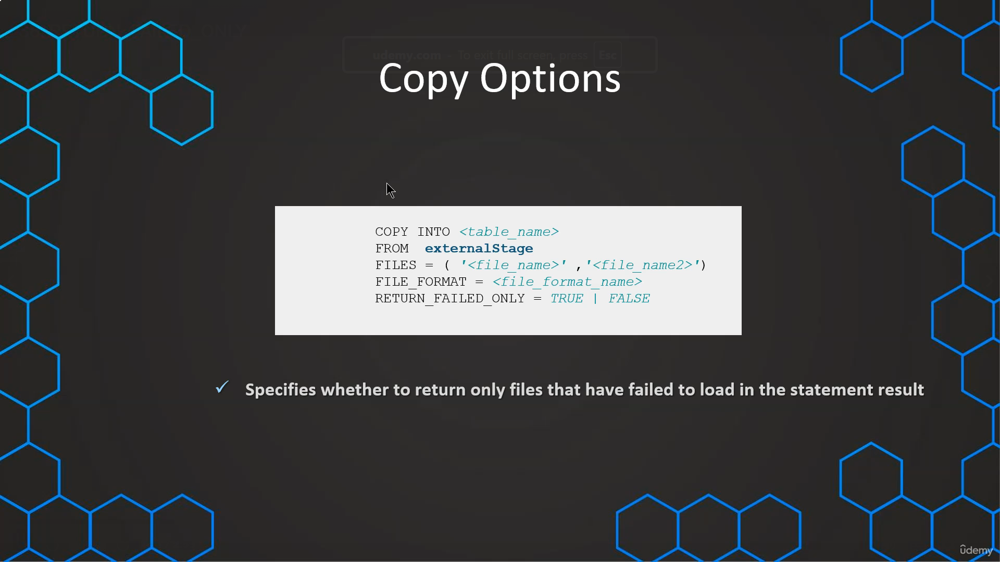 ONLY
udemy.com - To exit full screen, press Esc
Copy Options
COPY INTO <table_name>
FROM externalStage
FILES = ( '<file_name>' ,'<file_name2>')
FILE_FORMAT = <file_format_name>
RETURN_FAILED_ONLY = TRUE | FALSE
✓ Specifies whether to return only files that have failed to load in the statement result
ûdemy